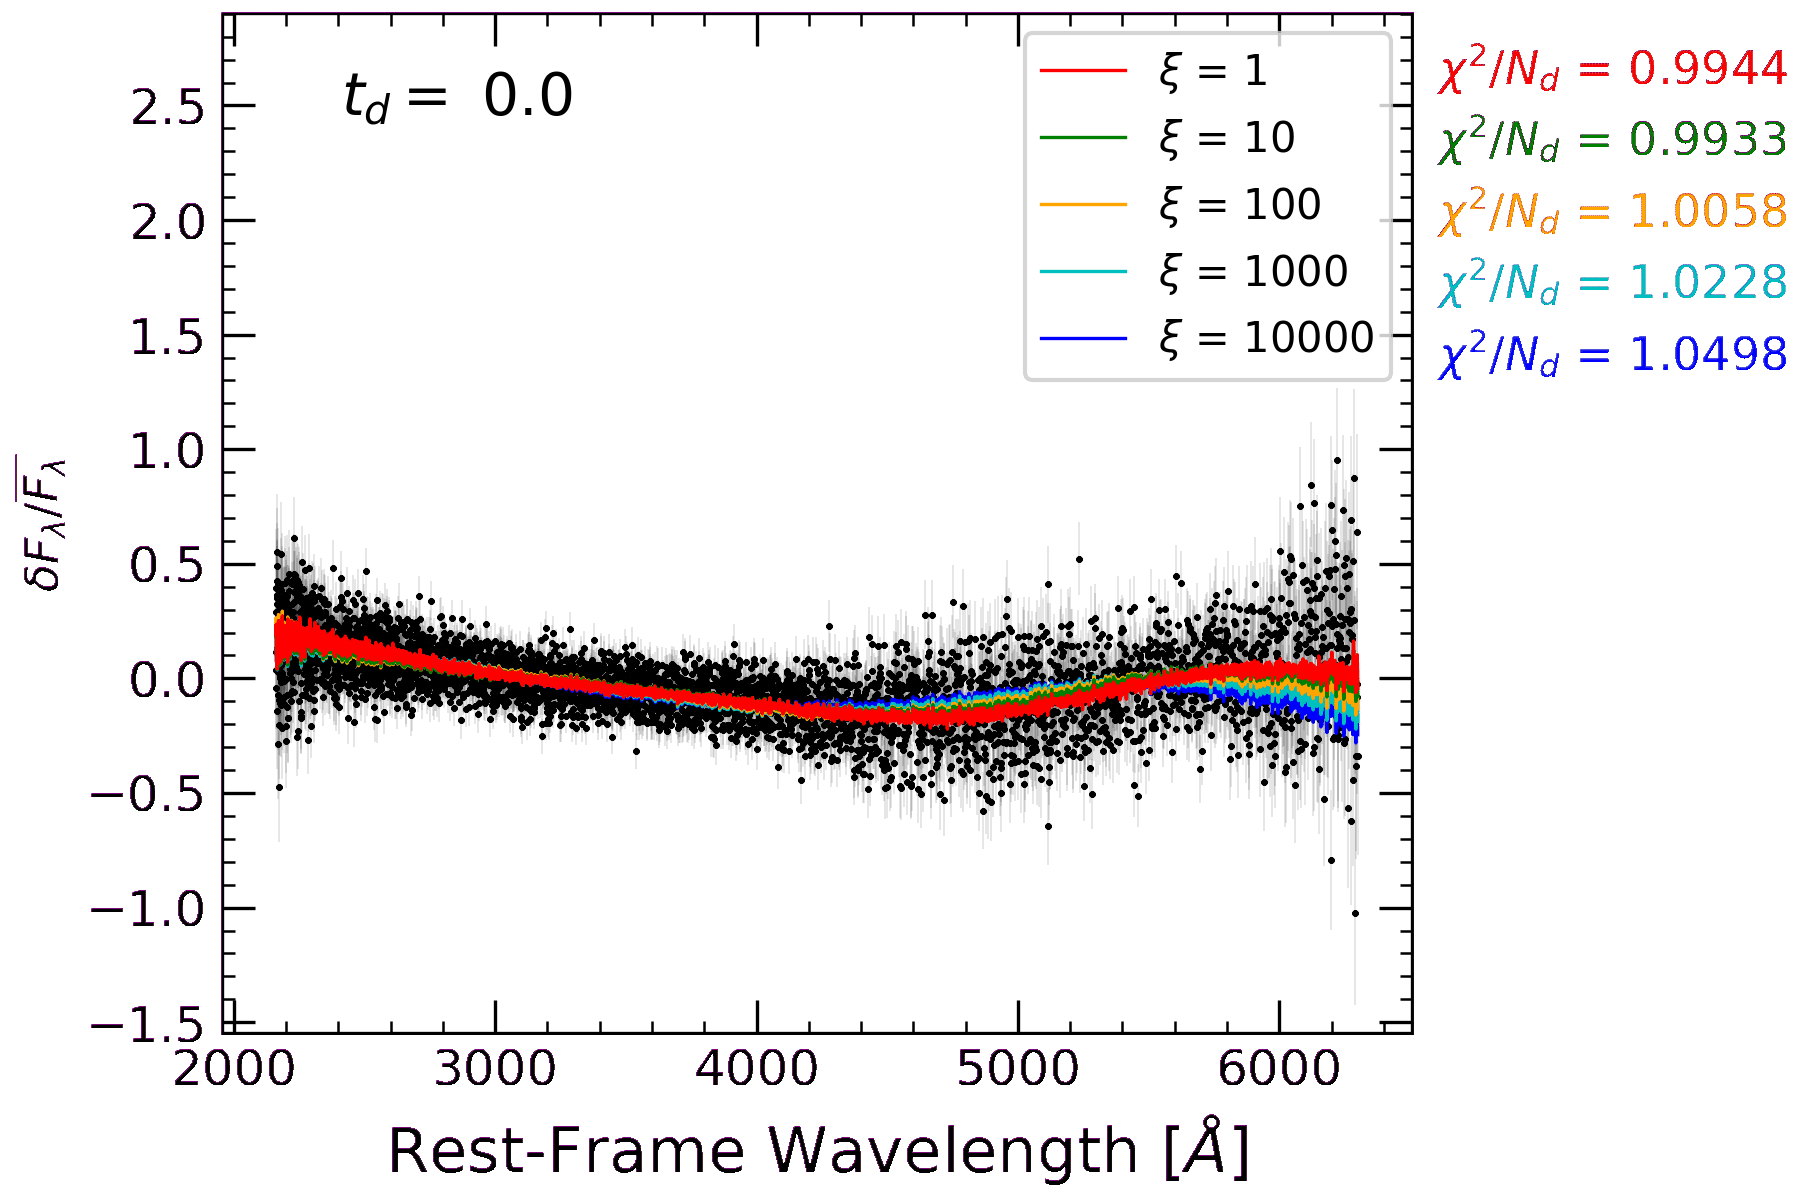 t_d = 0.0
ξ = 1
ξ = 10
ξ = 100
ξ = 1000
ξ = 10000
χ²/N_d = 0.9944
χ²/N_d = 0.9933
χ²/N_d = 1.0058
χ²/N_d = 1.0228
χ²/N_d = 1.0498
2.5
2.0
1.5
1.0
0.5
0.0
−0.5
−1.0
−1.5
δF_λ/F̅_λ
2000 3000 4000 5000 6000
Rest-Frame Wavelength [Å]